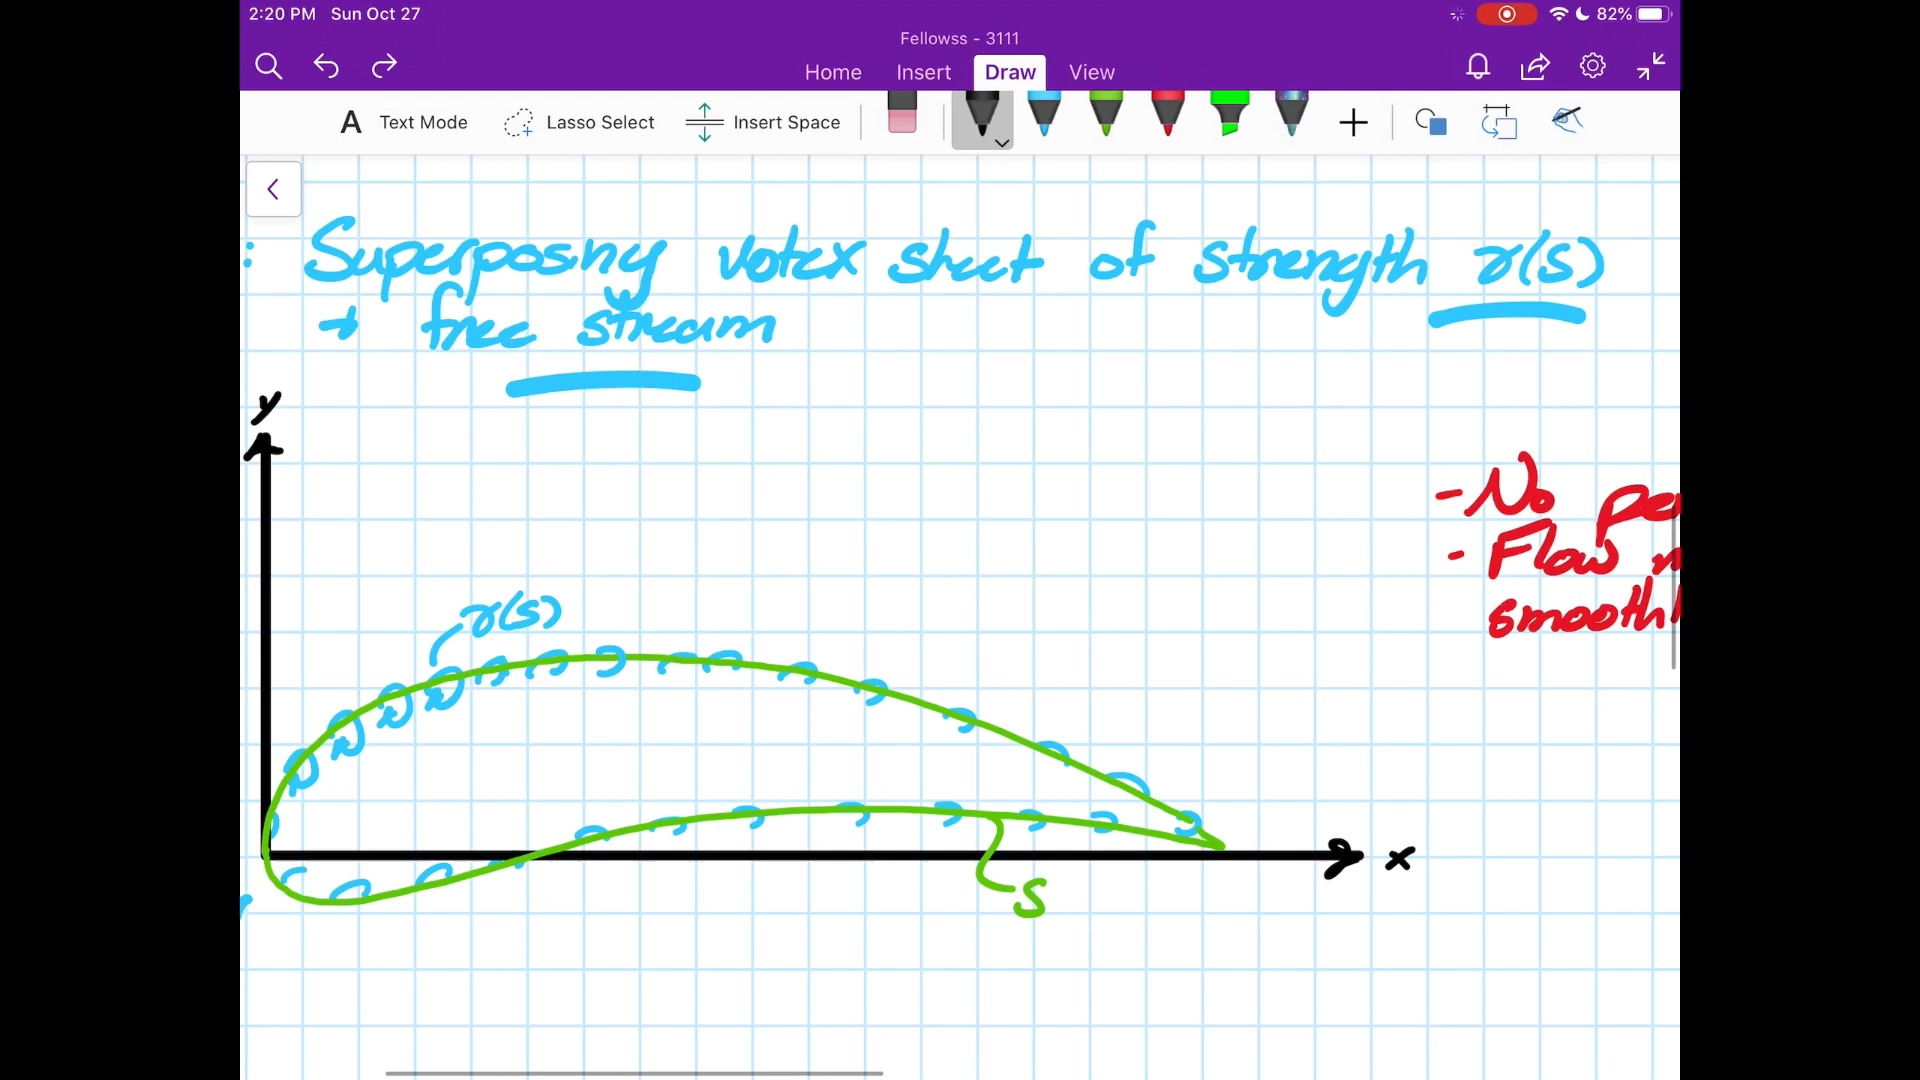 2:20 PM Sun Oct 27
82%
Fellowss - 3111
Home Insert Draw View
A Text Mode Lasso Select Insert Space
: Superposing votex sheet of strength γ(s)
+ free stream
y
- No
- Flow
smooth
γ(s)
x
s